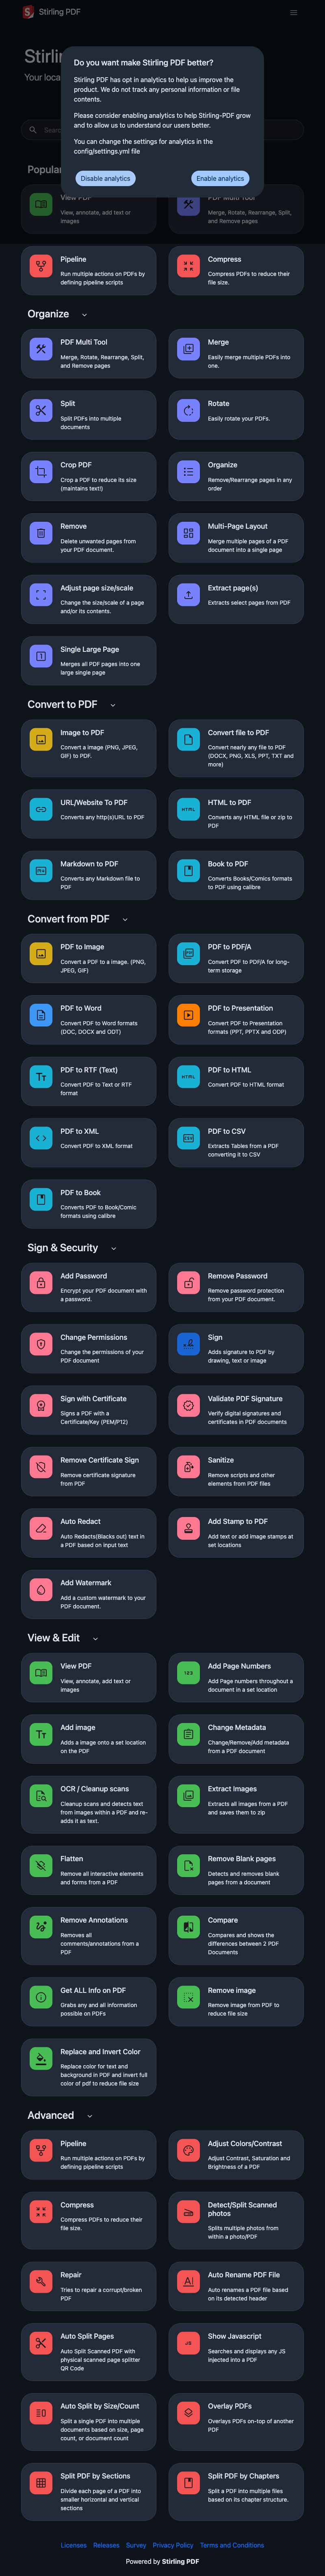 Stirling PDF
Stirli
Your loca
Do you want make Stirling PDF better?
Stirling PDF has opt in analytics to help us improve the
product. We do not track any personal information or file
contents.
Please consider enabling analytics to help Stirling-PDF grow
and to allow us to understand our users better.
You can change the settings for analytics in the
config/settings.yml file
Disable analytics
Enable analytics
Sear
Popula
View PDF
View, annotate, add text or
images
PDF Multi Tool
Merge, Rotate, Rearrange, Split,
and Remove pages
Pipeline
Run multiple actions on PDFs by
defining pipeline scripts
Compress
Compress PDFs to reduce their
file size.
Organize
PDF Multi Tool
Merge, Rotate, Rearrange, Split,
and Remove pages
Merge
Easily merge multiple PDFs into
one.
Split
Split PDFs into multiple
documents
Rotate
Easily rotate your PDFs.
Crop PDF
Crop a PDF to reduce its size
(maintains text!)
Organize
Remove/Rearrange pages in any
order
Remove
Delete unwanted pages from
your PDF document.
Multi-Page Layout
Merge multiple pages of a PDF
document into a single page
Adjust page size/scale
Change the size/scale of a page
and/or its contents.
Extract page(s)
Extracts select pages from PDF
Single Large Page
Merges all PDF pages into one
large single page
Convert to PDF
Image to PDF
Convert a image (PNG, JPEG,
GIF) to PDF.
Convert file to PDF
Convert nearly any file to PDF
(DOCX, PNG, XLS, PPT, TXT and
more)
URL/Website To PDF
Converts any http(s)URL to PDF
HTML
HTML to PDF
Converts any HTML file or zip to
PDF
Markdown to PDF
Converts any Markdown file to
PDF
Book to PDF
Converts Books/Comics formats
to PDF using calibre
Convert from PDF
PDF to Image
Convert a PDF to a image. (PNG,
JPEG, GIF)
PDF to PDF/A
Convert PDF to PDF/A for long-
term storage
PDF to Word
Convert PDF to Word formats
(DOC, DOCX and ODT)
PDF to Presentation
Convert PDF to Presentation
formats (PPT, PPTX and ODP)
PDF to RTF (Text)
Convert PDF to Text or RTF
format
HTML
PDF to HTML
Convert PDF to HTML format
PDF to XML
Convert PDF to XML format
CSV
PDF to CSV
Extracts Tables from a PDF
converting it to CSV
PDF to Book
Converts PDF to Book/Comic
formats using calibre
Sign & Security
Add Password
Encrypt your PDF document with
a password.
Remove Password
Remove password protection
from your PDF document.
Change Permissions
Change the permissions of your
PDF document
Sign
Adds signature to PDF by
drawing, text or image
Sign with Certificate
Signs a PDF with a
Certificate/Key (PEM/P12)
Validate PDF Signature
Verify digital signatures and
certificates in PDF documents
Remove Certificate Sign
Remove certificate signature
from PDF
Sanitize
Remove scripts and other
elements from PDF files
Auto Redact
Auto Redacts(Blacks out) text in
a PDF based on input text
Add Stamp to PDF
Add text or add image stamps at
set locations
Add Watermark
Add a custom watermark to your
PDF document.
View & Edit
View PDF
View, annotate, add text or
images
123
Add Page Numbers
Add Page numbers throughout a
document in a set location
Add image
Adds a image onto a set location
on the PDF
Change Metadata
Change/Remove/Add metadata
from a PDF document
OCR / Cleanup scans
Cleanup scans and detects text
from images within a PDF and re-
adds it as text.
Extract Images
Extracts all images from a PDF
and saves them to zip
Flatten
Remove all interactive elements
and forms from a PDF
Remove Blank pages
Detects and removes blank
pages from a document
Remove Annotations
Removes all
comments/annotations from a
PDF
Compare
Compares and shows the
differences between 2 PDF
Documents
Get ALL Info on PDF
Grabs any and all information
possible on PDFs
Remove image
Remove image from PDF to
reduce file size
Replace and Invert Color
Replace color for text and
background in PDF and invert full
color of pdf to reduce file size
Advanced
Pipeline
Run multiple actions on PDFs by
defining pipeline scripts
Adjust Colors/Contrast
Adjust Contrast, Saturation and
Brightness of a PDF
Compress
Compress PDFs to reduce their
file size.
Detect/Split Scanned
photos
Splits multiple photos from
within a photo/PDF
Repair
Tries to repair a corrupt/broken
PDF
Auto Rename PDF File
Auto renames a PDF file based
on its detected header
Auto Split Pages
Auto Split Scanned PDF with
physical scanned page splitter
QR Code
JS
Show Javascript
Searches and displays any JS
injected into a PDF
Auto Split by Size/Count
Split a single PDF into multiple
documents based on size, page
count, or document count
Overlay PDFs
Overlays PDFs on-top of another
PDF
Split PDF by Sections
Divide each page of a PDF into
smaller horizontal and vertical
sections
Split PDF by Chapters
Split a PDF into multiple files
based on its chapter structure.
Licenses Releases Survey Privacy Policy Terms and Conditions
Powered by Stirling PDF